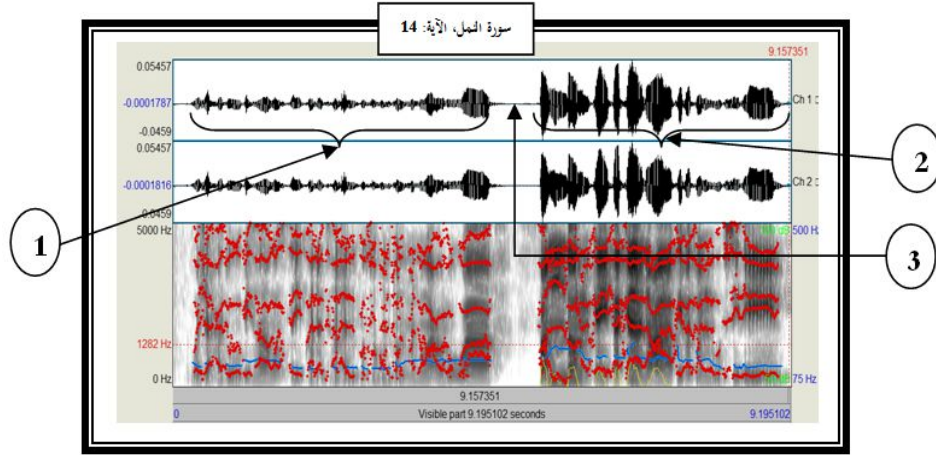 سورة النمل، الآية: 14
9.157351
0.05457
-0.0001787
-0.0459
Ch 1
0.05457
-0.0001816
-0.0459
Ch 2
1
2
3
5000 Hz
500 Hz
1282 Hz
0 Hz
75 Hz
9.157351
0
Visible part 9.195102 seconds
9.195102